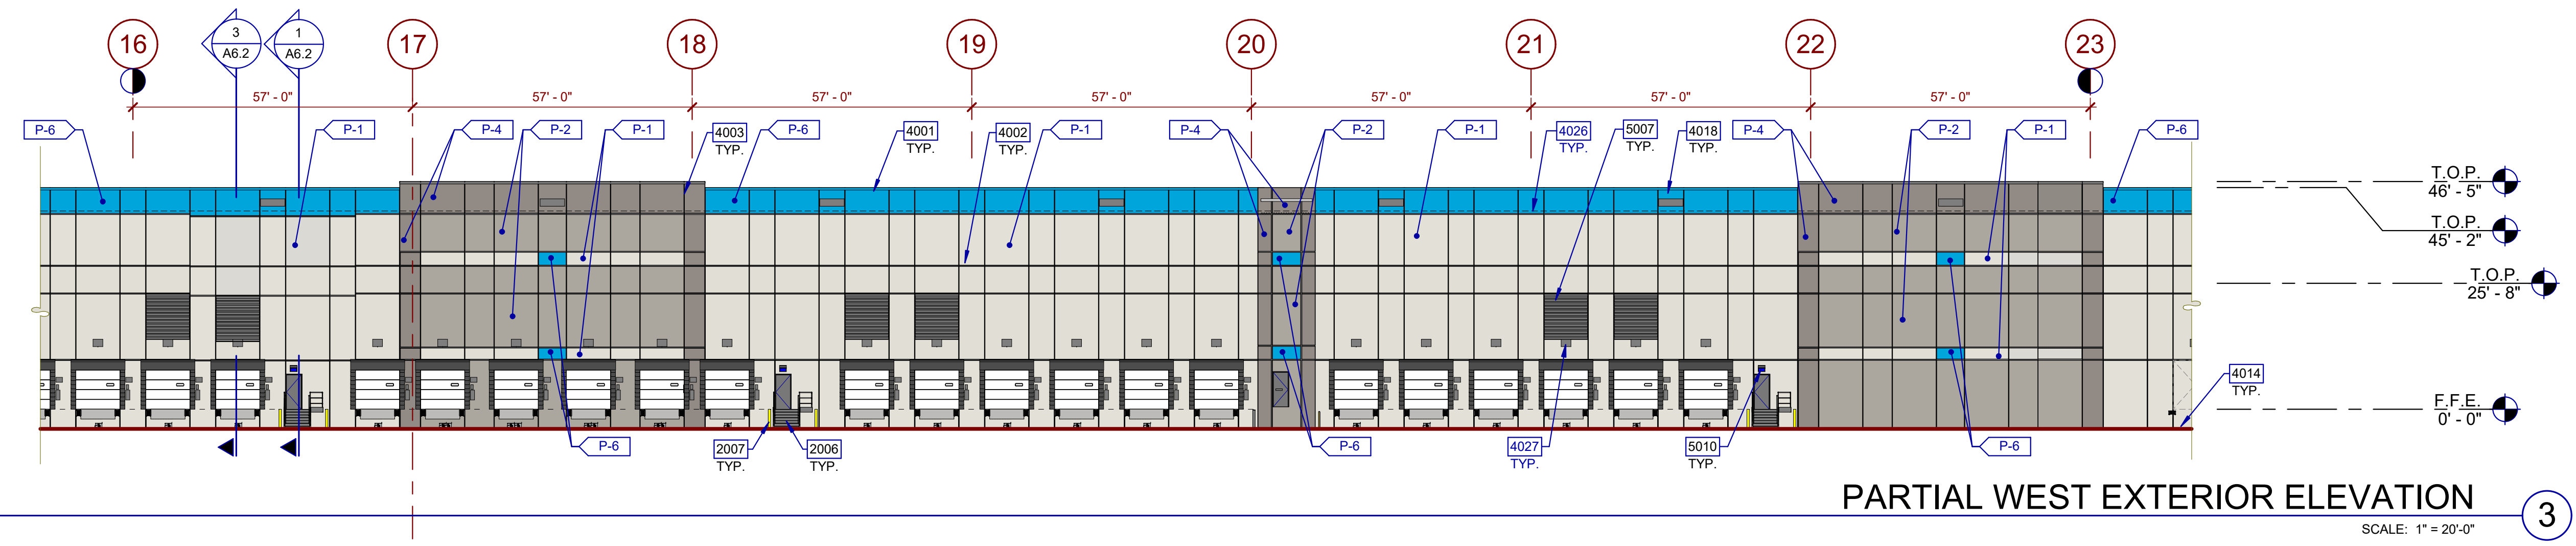 16
3
A6.2
1
A6.2
17
18
19
20
21
22
23
57' - 0"
57' - 0"
57' - 0"
57' - 0"
57' - 0"
57' - 0"
57' - 0"
P-6
P-1
P-4
P-2
P-1
4003
TYP.
P-6
4001
TYP.
4002
TYP.
P-1
P-4
P-2
P-1
4026
TYP.
5007
TYP.
4018
TYP.
P-4
P-2
P-1
P-6
T.O.P.
46' - 5"
T.O.P.
45' - 2"
T.O.P.
25' - 8"
4014
TYP.
F.F.E.
0' - 0"
P-6
2007
TYP.
2006
TYP.
P-6
4027
TYP.
5010
TYP.
P-6
PARTIAL WEST EXTERIOR ELEVATION
3
SCALE: 1" = 20'-0"